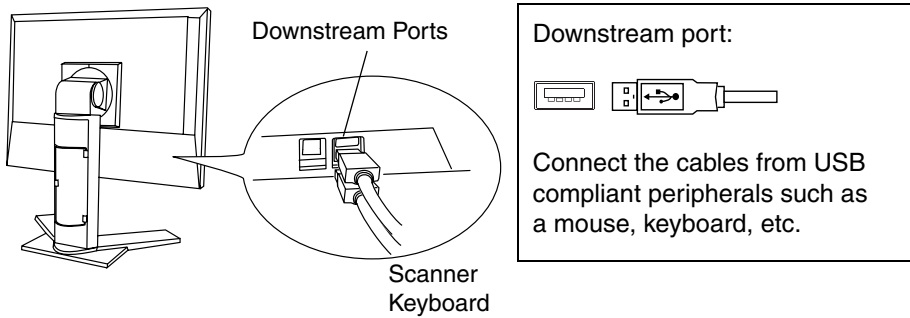 Downstream Ports
Scanner
Keyboard
Downstream port:
Connect the cables from USB
compliant peripherals such as
a mouse, keyboard, etc.